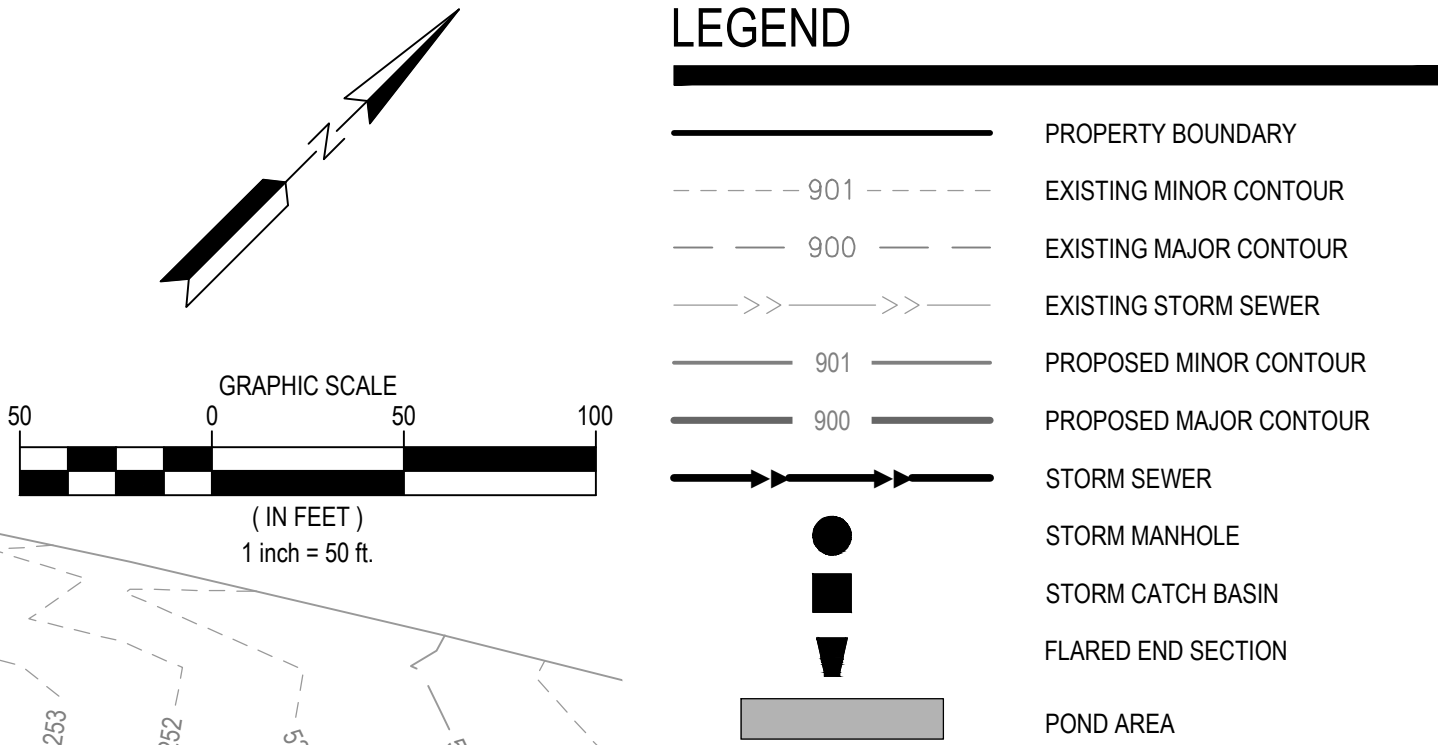 N
GRAPHIC SCALE
50 0 50 100
( IN FEET )
1 inch = 50 ft.
253
252
LEGEND
PROPERTY BOUNDARY
901 EXISTING MINOR CONTOUR
900 EXISTING MAJOR CONTOUR
EXISTING STORM SEWER
901 PROPOSED MINOR CONTOUR
900 PROPOSED MAJOR CONTOUR
STORM SEWER
STORM MANHOLE
STORM CATCH BASIN
FLARED END SECTION
POND AREA